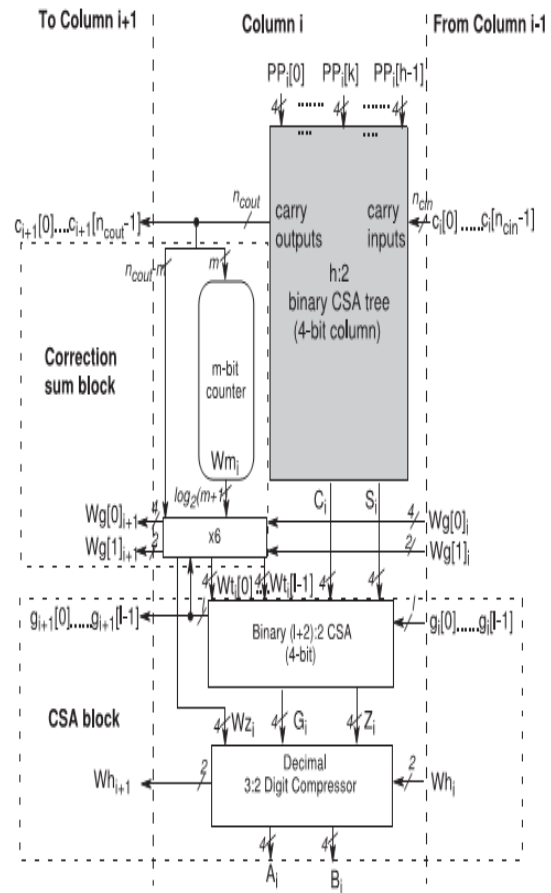 To Column i+1 Column i From Column i-1
PPi[0] PPi[k] PPi[h-1]
4 ...... 4 ...... 4
.... ....
ncout ncin
ci+1[0]....ci+1[ncout-1] carry outputs carry inputs ci[0].....ci[ncin-1]
ncout-m m
h:2
binary CSA tree
(4-bit column)
Correction
sum block
m-bit
counter
Wmi
log2(m+1)
Ci Si
Wg[0]i+1 4 x6 4 Wg[0]i
Wg[1]i+1 2 2 Wg[1]i
4 Wti[0] .. 4 Wti[l-1] 4 4
gi+1[0].....gi+1[l-1] l l gi[0]......gi[l-1]
Binary (l+2):2 CSA
(4-bit)
CSA block
4 Wzi 4 Gi 4 Zi
Decimal
3:2 Digit Compressor
Whi+1 2 2 Whi
4 4
Ai Bi